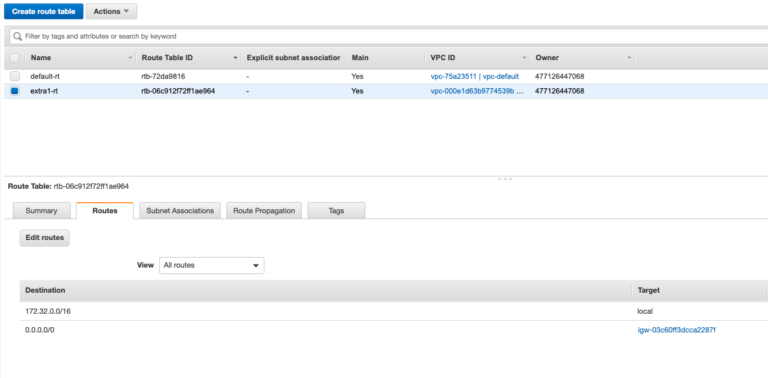 Create route table Actions
Filter by tags and attributes or search by keyword
Name Route Table ID Explicit subnet association Main VPC ID Owner
default-rt rtb-72da9816 - Yes vpc-75a23511 | vpc-default 477126447068
extra1-rt rtb-06c912f72ff1ae964 - Yes vpc-000e1d63b9774539b ... 477126447068
Route Table: rtb-06c912f72ff1ae964
Summary Routes Subnet Associations Route Propagation Tags
Edit routes
View All routes
Destination Target
172.32.0.0/16 local
0.0.0.0/0 igw-03c60ff3dcca2287f